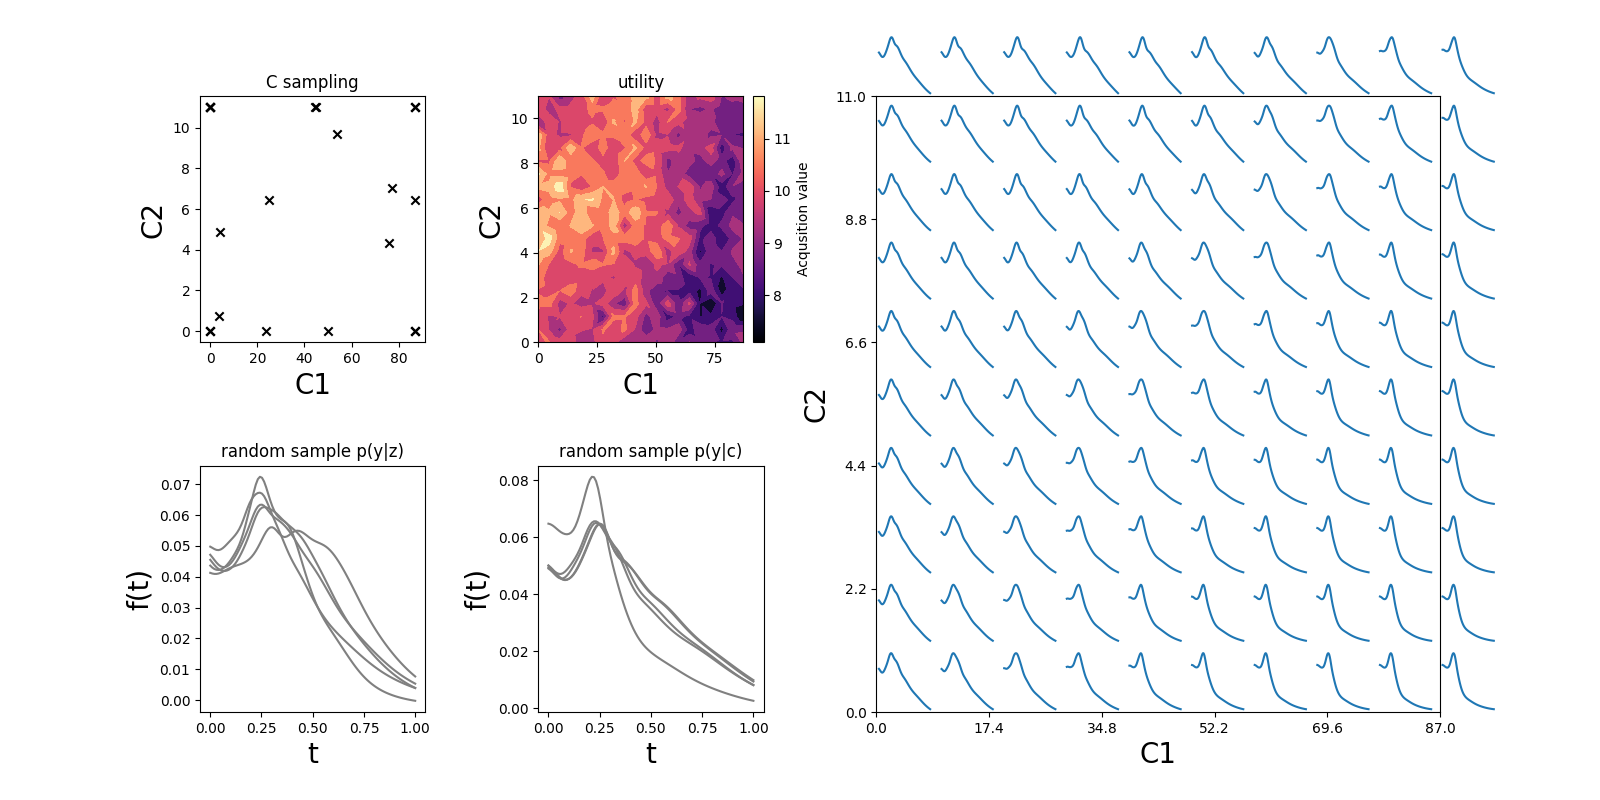 C sampling
10
8
6
4
2
0
C2
0 20 40 60 80
C1
utility
10
8
6
4
2
0
C2
0 25 50 75
C1
11
10
9
8
Acqusition value
random sample p(y|z)
0.07
0.06
0.05
0.04
0.03
0.02
0.01
0.00
f(t)
0.00 0.25 0.50 0.75 1.00
t
random sample p(y|c)
0.08
0.06
0.04
0.02
0.00
f(t)
0.00 0.25 0.50 0.75 1.00
t
11.0
8.8
6.6
4.4
2.2
0.0
C2
0.0 17.4 34.8 52.2 69.6 87.0
C1